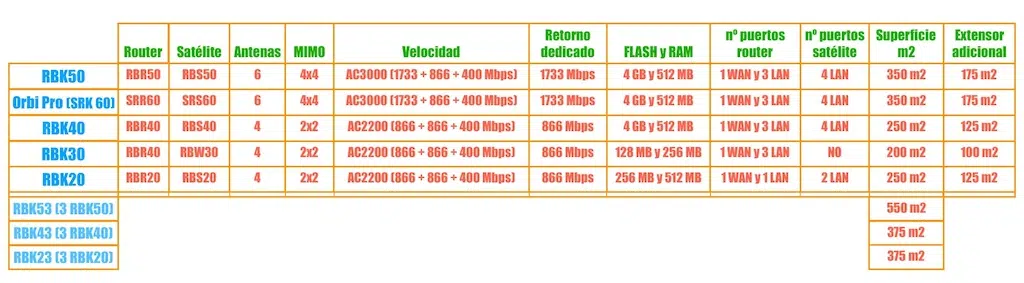 Router Satélite Antenas MIMO Velocidad Retorno dedicado FLASH y RAM nº puertos router nº puertos satélite Superficie m2 Extensor adicional
RBK50 RBR50 RBS50 6 4x4 AC3000 (1733 + 866 + 400 Mbps) 1733 Mbps 4 GB y 512 MB 1 WAN y 3 LAN 4 LAN 350 m2 175 m2
Orbi Pro (SRK 60) SRR60 SRS60 6 4x4 AC3000 (1733 + 866 + 400 Mbps) 1733 Mbps 4 GB y 512 MB 1 WAN y 3 LAN 4 LAN 350 m2 175 m2
RBK40 RBR40 RBS40 4 2x2 AC2200 (866 + 866 + 400 Mbps) 866 Mbps 4 GB y 512 MB 1 WAN y 3 LAN 4 LAN 250 m2 125 m2
RBK30 RBR40 RBW30 4 2x2 AC2200 (866 + 866 + 400 Mbps) 866 Mbps 128 MB y 256 MB 1 WAN y 3 LAN NO 200 m2 100 m2
RBK20 RBR20 RBS20 4 2x2 AC2200 (866 + 866 + 400 Mbps) 866 Mbps 256 MB y 512 MB 1 WAN y 1 LAN 2 LAN 250 m2 125 m2
RBK53 (3 RBK50) 550 m2
RBK43 (3 RBK40) 375 m2
RBK23 (3 RBK20) 375 m2